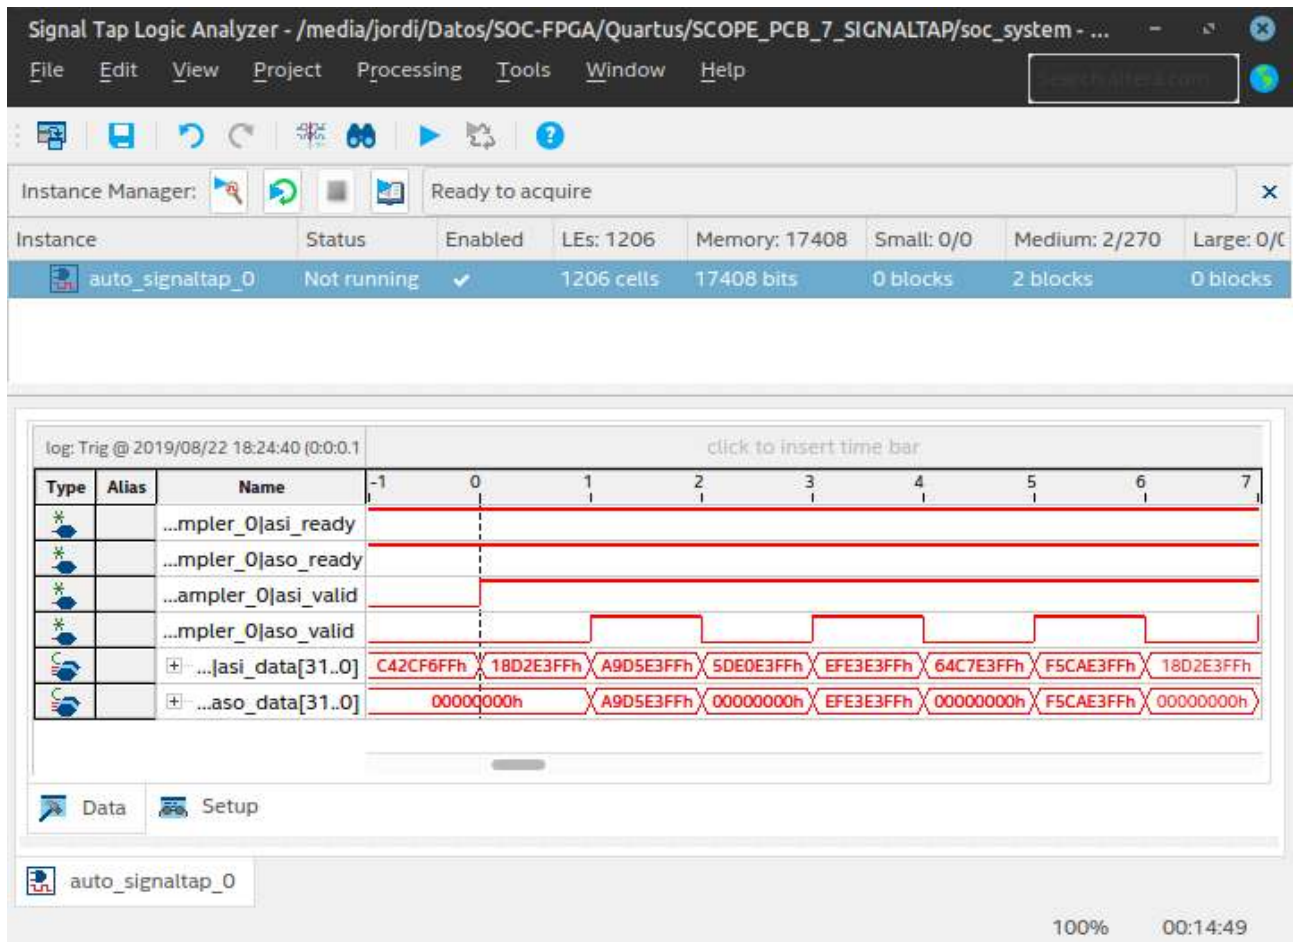 Signal Tap Logic Analyzer - /media/jordi/Datos/SOC-FPGA/Quartus/SCOPE_PCB_7_SIGNALTAP/soc_system - ...
File Edit View Project Processing Tools Window Help
Instance Manager: Ready to acquire
Instance Status Enabled LEs: 1206 Memory: 17408 Small: 0/0 Medium: 2/270 Large: 0/0
auto_signaltap_0 Not running 1206 cells 17408 bits 0 blocks 2 blocks 0 blocks
log: Trig @ 2019/08/22 18:24:40 (0:0:0.1 click to insert time bar
Type Alias Name -1 0 1 2 3 4 5 6 7
...mpler_0|asi_ready
...mpler_0|aso_ready
...ampler_0|asi_valid
...mpler_0|aso_valid
...|asi_data[31..0] C42CF6FFh 18D2E3FFh A9D5E3FFh 5DE0E3FFh EFE3E3FFh 64C7E3FFh F5CAE3FFh 18D2E3FFh
...aso_data[31..0] 00000000h A9D5E3FFh 00000000h EFE3E3FFh 00000000h F5CAE3FFh 00000000h
Data Setup
auto_signaltap_0
100% 00:14:49